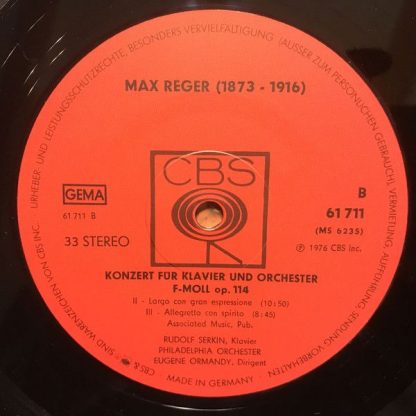 URHEBER- UND LEISTUNGSSCHUTZRECHTE, BESONDERS VERVIELFÄLTIGUNG (AUSSER ZUM PERSÖNLICHEN GEBRAUCH), VERMIETUNG, AUFFÜHRUNG, SENDUNG VORBEHALTEN
MAX REGER (1873 - 1916)
CBS
GEMA
61 711 B
33 STEREO
B
61 711
(MS 6235)
Ⓟ 1976 CBS Inc.
KONZERT FÜR KLAVIER UND ORCHESTER
F-MOLL op. 114
II - Largo con gran espressione (10:50)
III - Allegretto con spirito (8:45)
Associated Music, Pub.
RUDOLF SERKIN, Klavier
PHILADELPHIA ORCHESTER
EUGENE ORMANDY, Dirigent
CBS & SIND WARENZEICHEN VON CBS INC.
MADE IN GERMANY